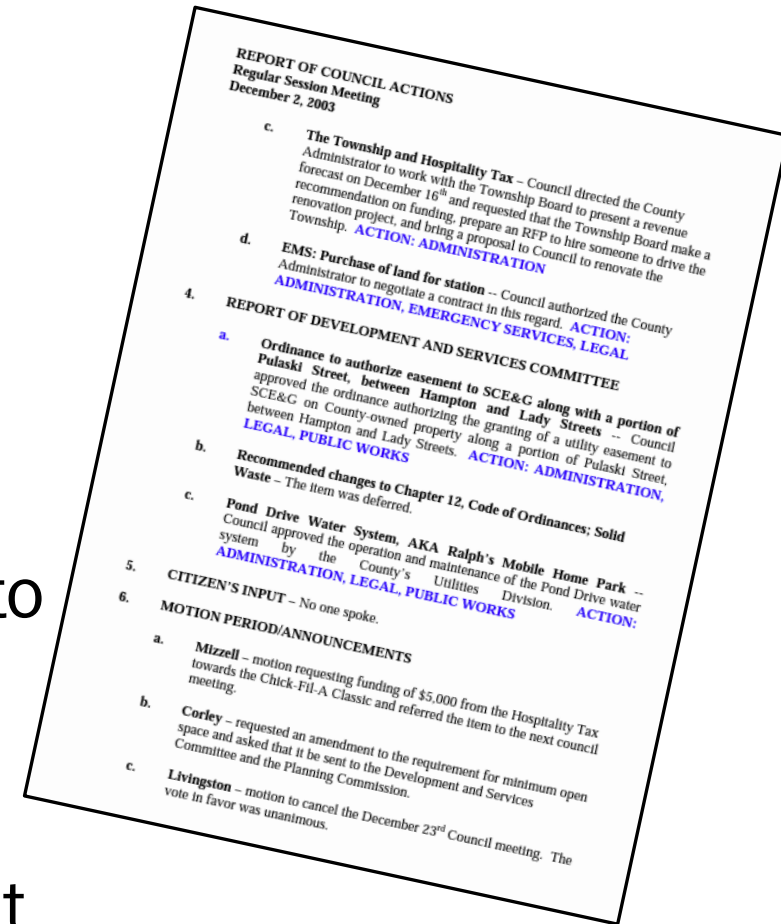 REPORT OF COUNCIL ACTIONS
Regular Session Meeting
December 2, 2003
c. The Township and Hospitality Tax – Council directed the County
Administrator to work with the Township Board to present a revenue
forecast on December 16th and requested that the Township Board make a
recommendation on funding, prepare an RFP to hire someone to drive the
renovation project, and bring a proposal to Council to renovate the
Township. ACTION: ADMINISTRATION
d. EMS: Purchase of land for station -- Council authorized the County
Administrator to negotiate a contract in this regard. ACTION:
ADMINISTRATION, EMERGENCY SERVICES, LEGAL
4. REPORT OF DEVELOPMENT AND SERVICES COMMITTEE
a. Ordinance to authorize easement to SCE&G along with a portion of
Pulaski Street, between Hampton and Lady Streets -- Council
approved the ordinance authorizing the granting of a utility easement to
SCE&G on County-owned property along a portion of Pulaski Street,
between Hampton and Lady Streets. ACTION: ADMINISTRATION,
LEGAL, PUBLIC WORKS
b. Recommended changes to Chapter 12, Code of Ordinances; Solid
Waste – The item was deferred.
c. Pond Drive Water System, AKA Ralph's Mobile Home Park --
Council approved the operation and maintenance of the Pond Drive water
system by the County's Utilities Division. ACTION:
ADMINISTRATION, LEGAL, PUBLIC WORKS
5. CITIZEN'S INPUT – No one spoke.
6. MOTION PERIOD/ANNOUNCEMENTS
a. Mizzell – motion requesting funding of $5,000 from the Hospitality Tax
towards the Chick-Fil-A Classic and referred the item to the next council
meeting.
b. Corley – requested an amendment to the requirement for minimum open
space and asked that it be sent to the Development and Services
Committee and the Planning Commission.
c. Livingston – motion to cancel the December 23rd Council meeting. The
vote in favor was unanimous.
to
t